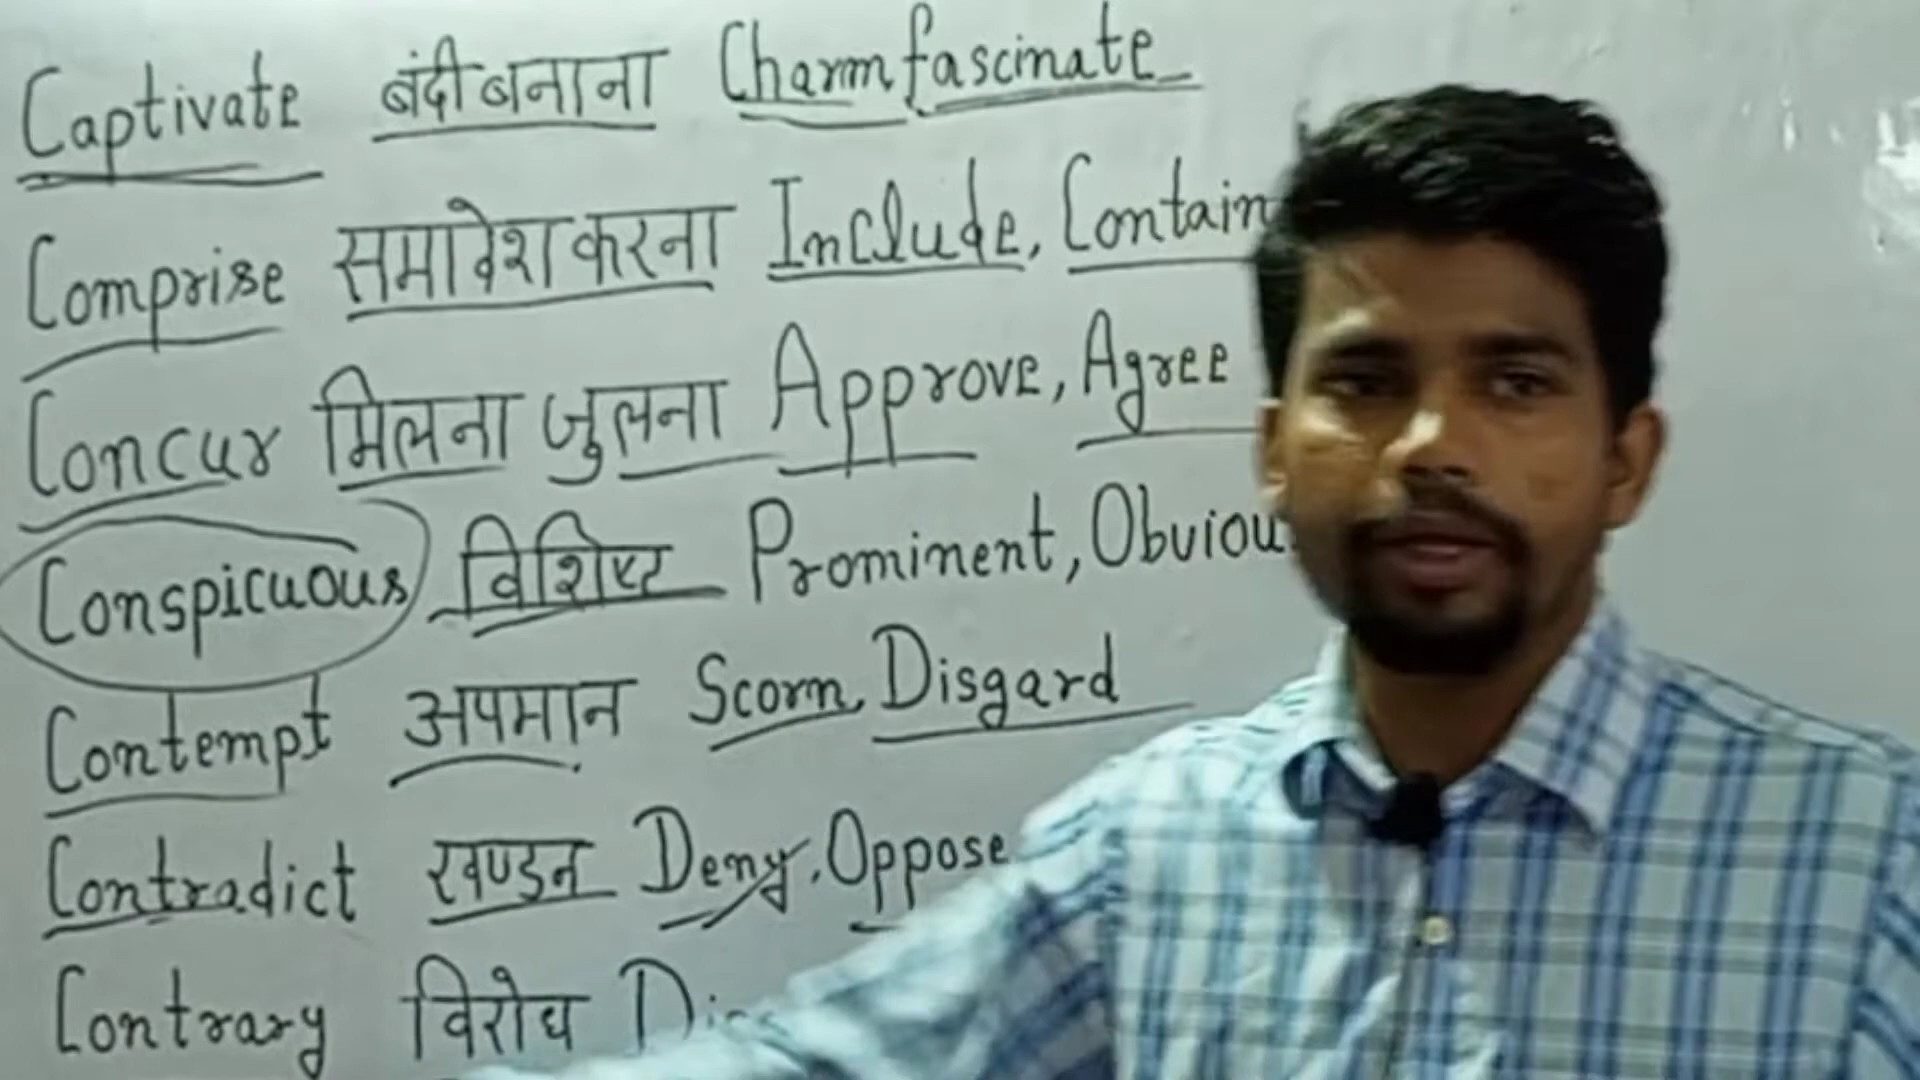 Captivate बंदी बनाना Charm fascinate
Comprise समावेश करना Include, Contain
Concur मिलना जुलना Approve, Agree
Conspicuous विशिष्ट Prominent, Obviou
Contempt अपमान Scorn, Disgard
Contradict खण्डन Deny, Oppose
Contrary विरोध